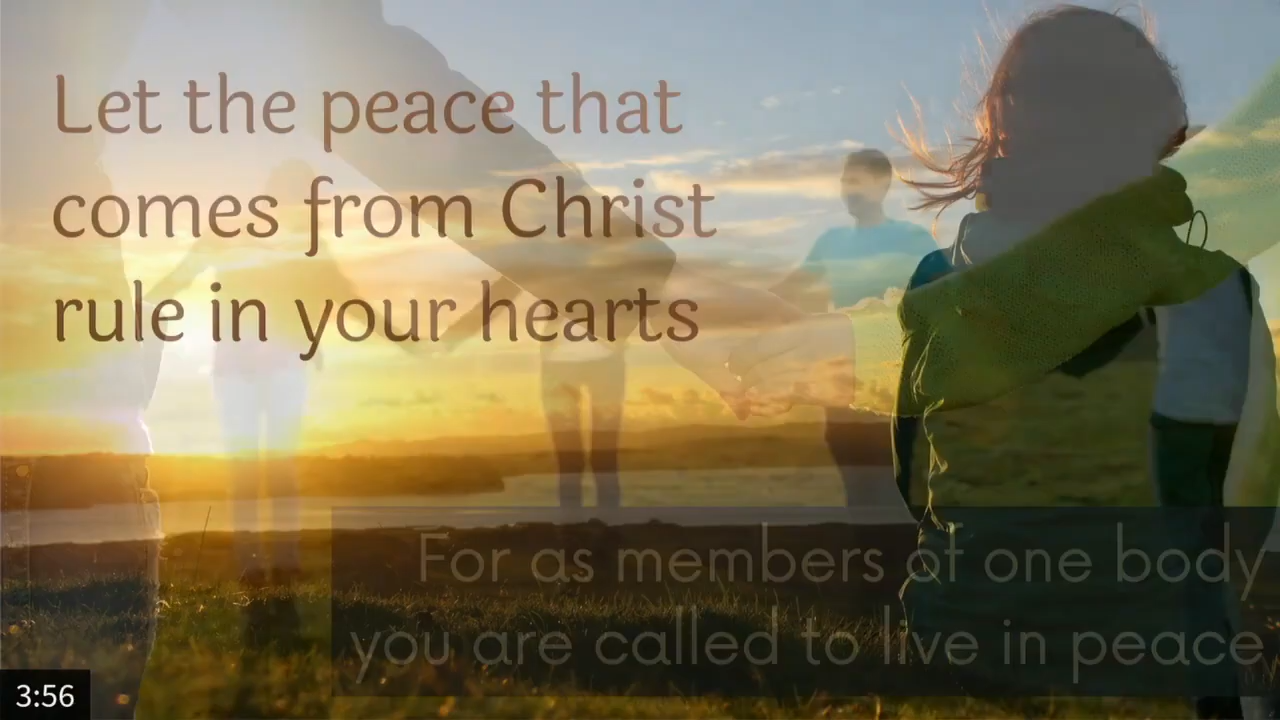 Let the peace that
comes from Christ
rule in your hearts
For as members of one body
you are called to live in peace
3:56